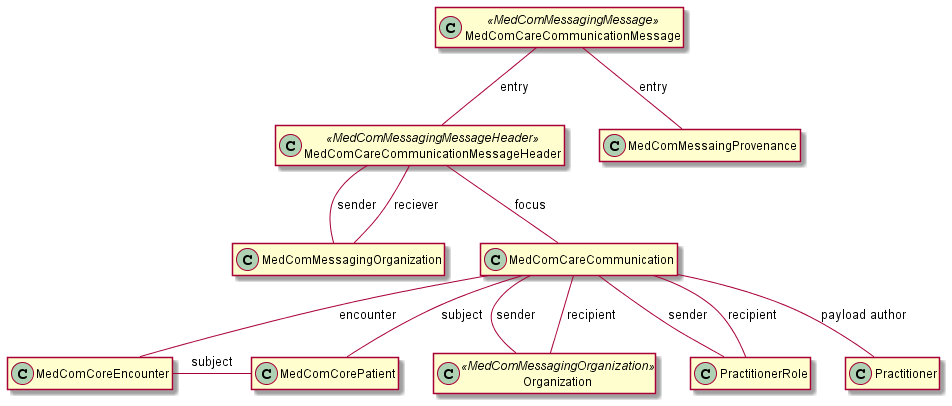 «MedComMessagingMessage»
C
MedComCareCommunicationMessage
entry
entry
«MedComMessagingMessageHeader»
C
MedComCareCommunicationMessageHeader
C MedComMessaingProvenance
sender
reciever
focus
C MedComMessagingOrganization
C MedComCareCommunication
encounter
subject
sender
recipient
sender
recipient
payload author
C MedComCoreEncounter
subject
C MedComCorePatient
«MedComMessagingOrganization»
C
Organization
C PractitionerRole
C Practitioner